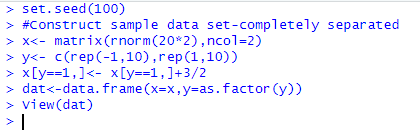 > set.seed(100)
> #Construct sample data set-completely separated
> x<- matrix(rnorm(20*2),ncol=2)
> y<- c(rep(-1,10),rep(1,10))
> x[y==1,]<- x[y==1,]+3/2
> dat<-data.frame(x=x,y=as.factor(y))
> View(dat)
>